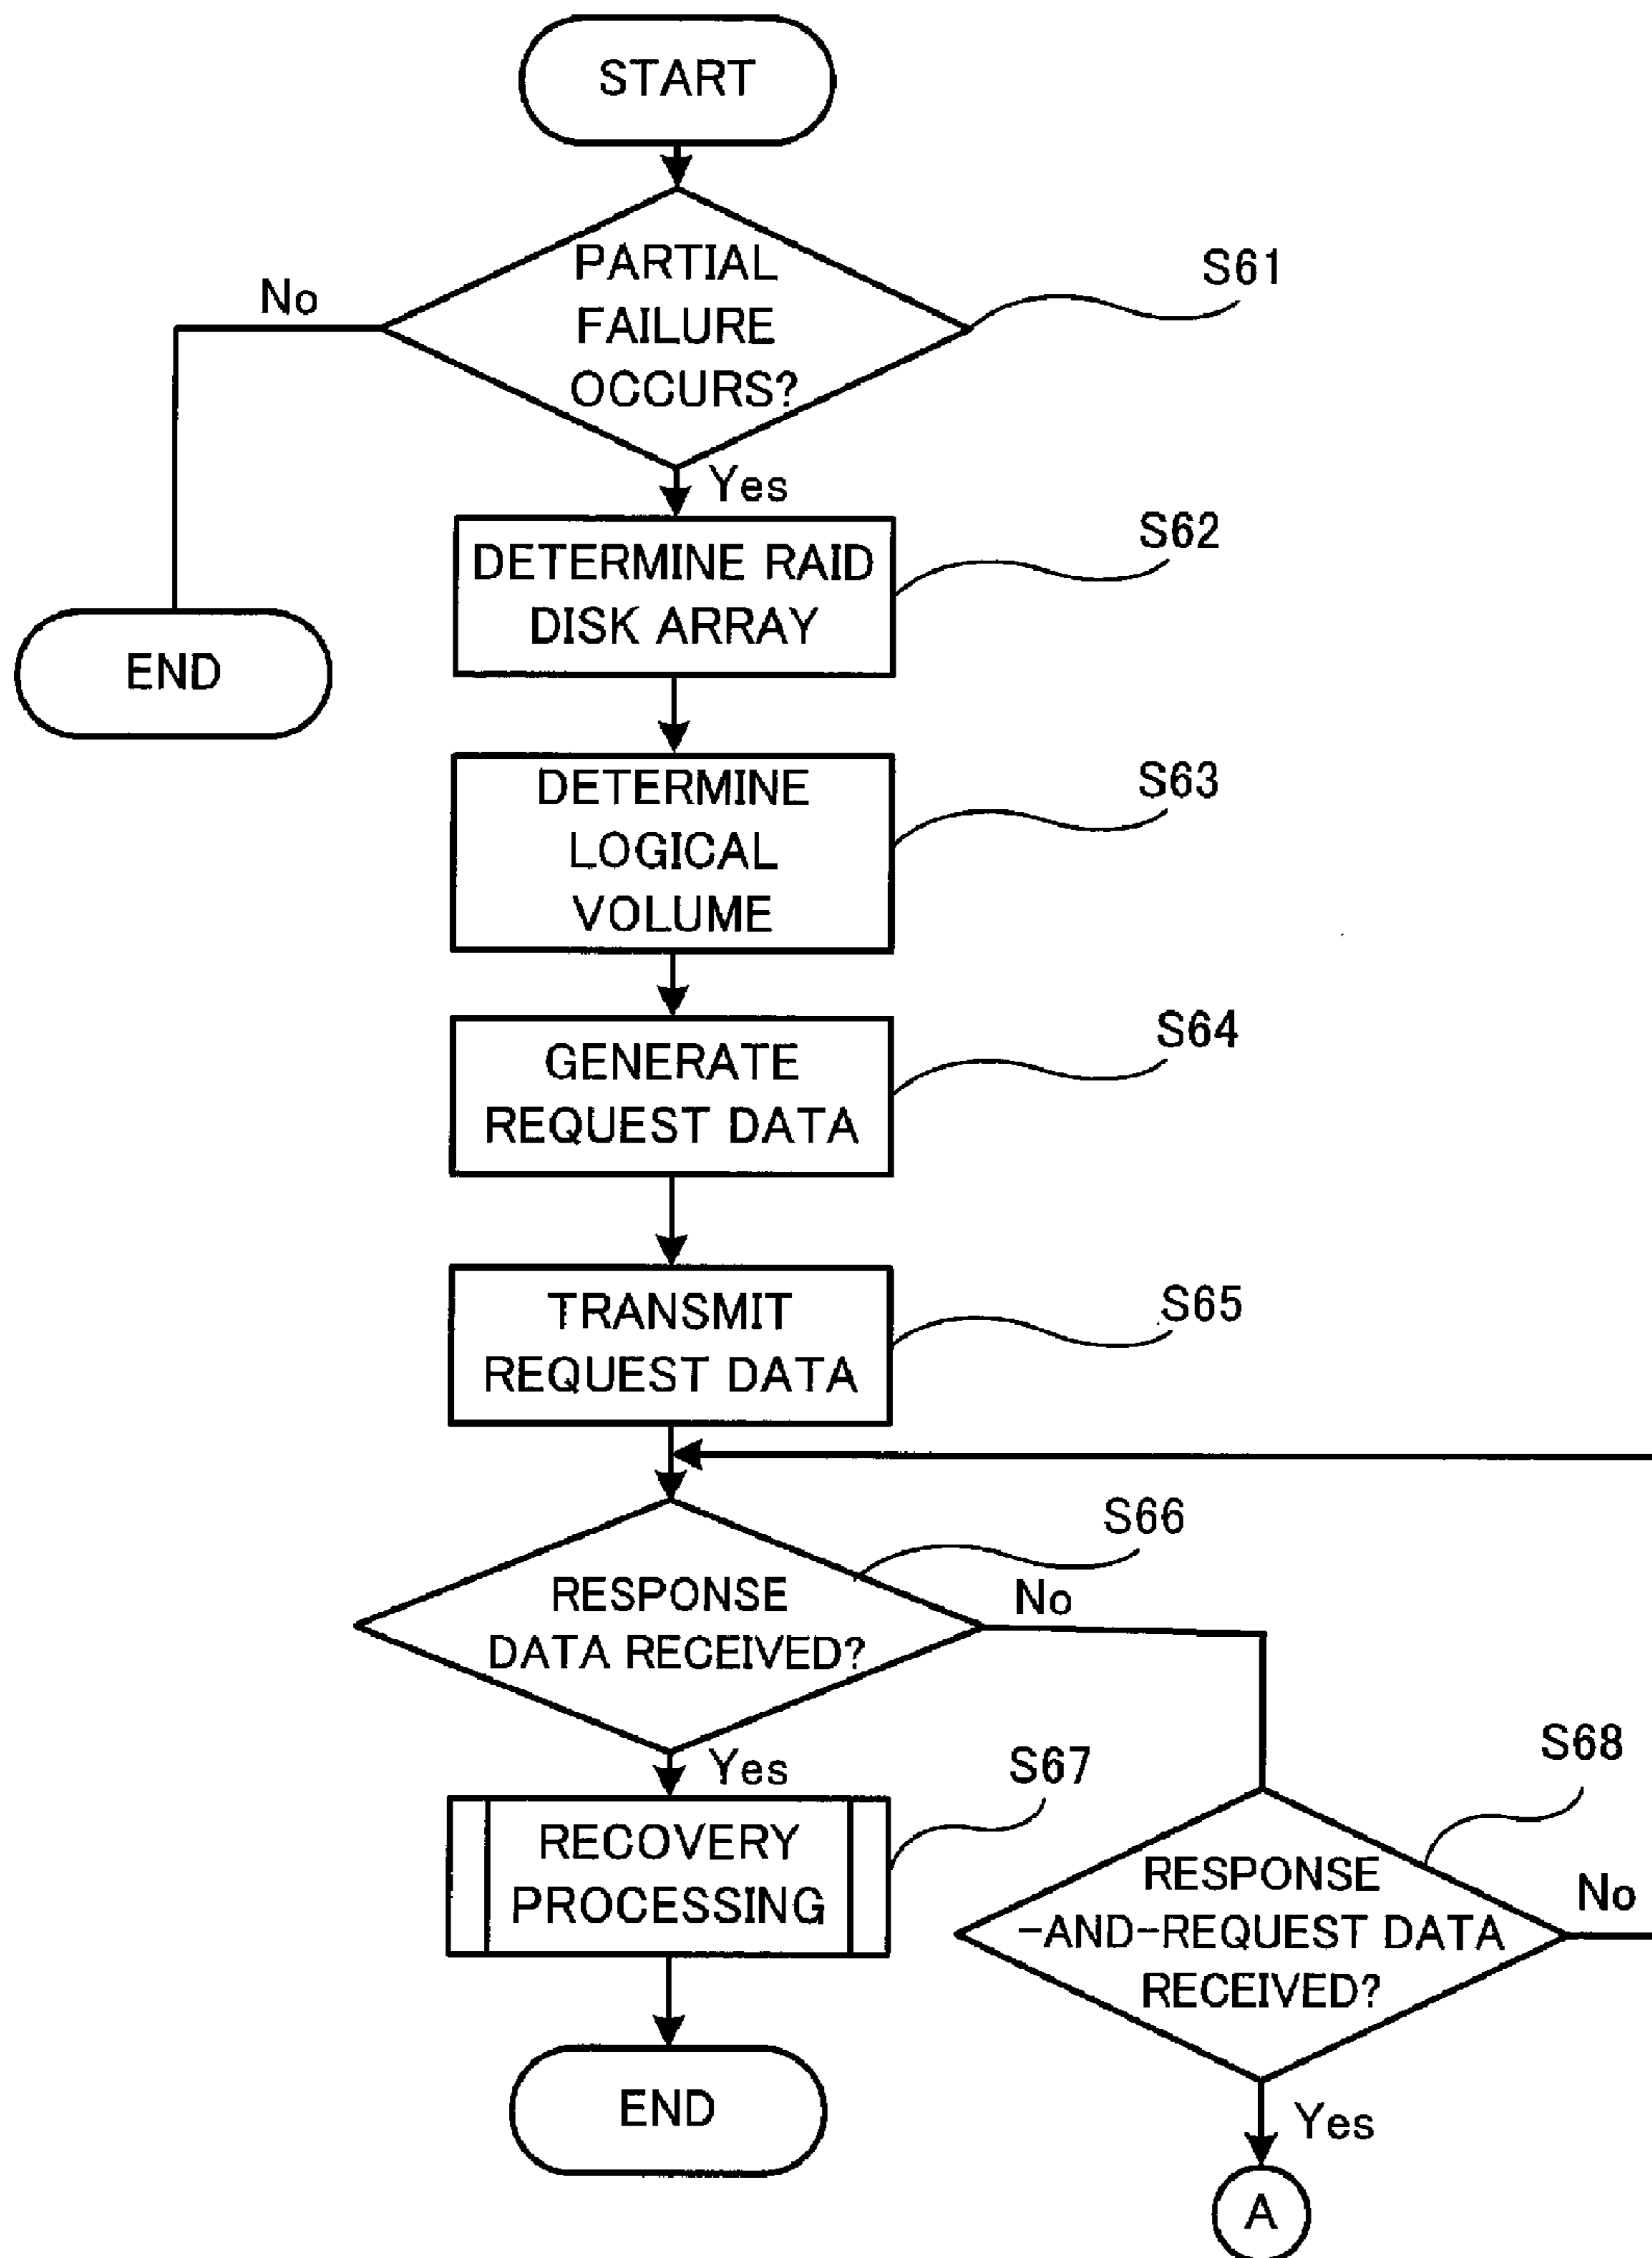 START
PARTIAL
FAILURE
OCCURS?
S61
No
Yes
END
DETERMINE RAID
DISK ARRAY
S62
DETERMINE
LOGICAL
VOLUME
S63
GENERATE
REQUEST DATA
S64
TRANSMIT
REQUEST DATA
S65
RESPONSE
DATA RECEIVED?
S66
No
Yes
RECOVERY
PROCESSING
S67
END
RESPONSE
-AND-REQUEST DATA
RECEIVED?
S68
No
Yes
A